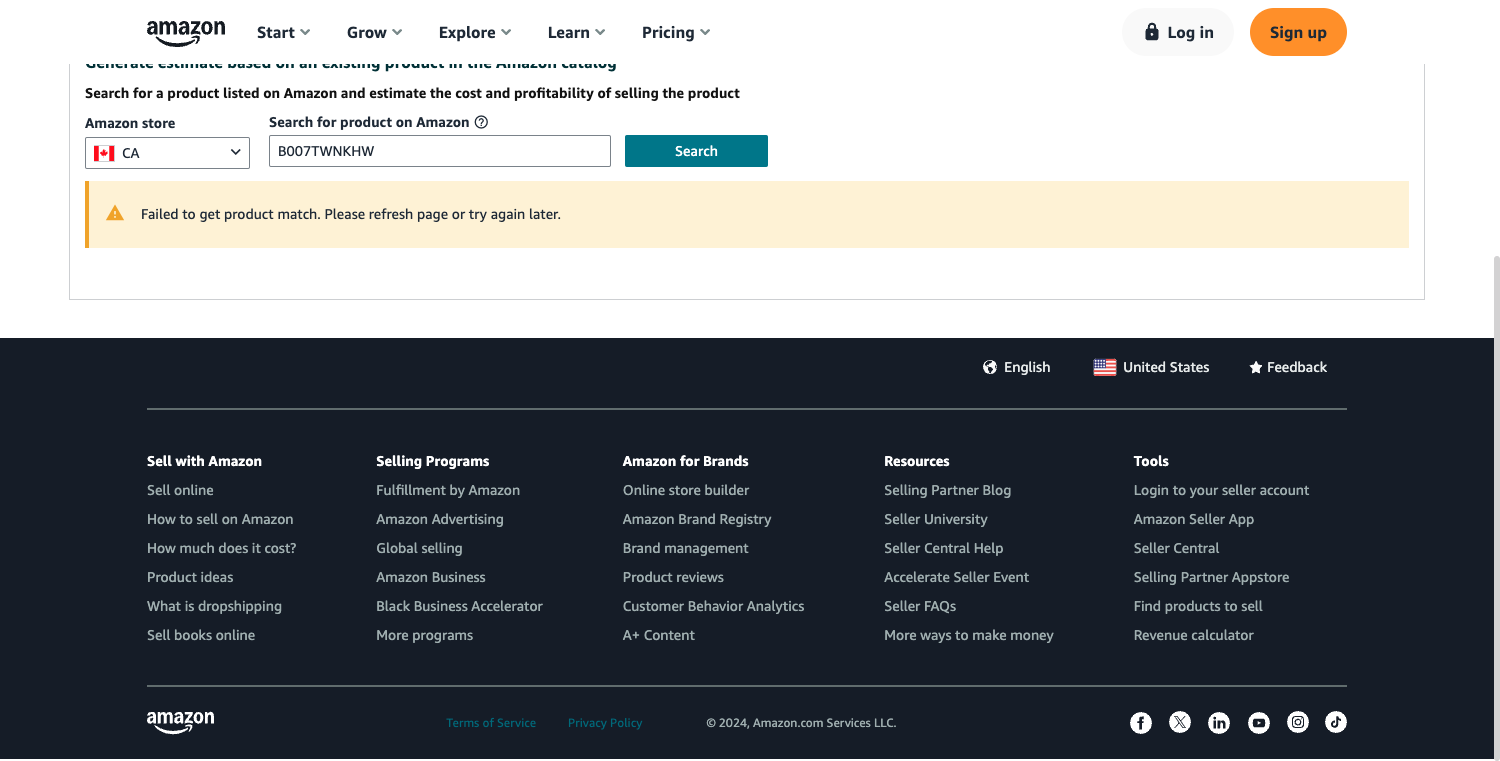 amazon
Start Grow Explore Learn Pricing Log in Sign up
Generate estimate based on an existing product in the Amazon catalog
Search for a product listed on Amazon and estimate the cost and profitability of selling the product
Amazon store
Search for product on Amazon
CA
B007TWNKHW
Search
Failed to get product match. Please refresh page or try again later.
English United States Feedback
Sell with Amazon
Sell online
How to sell on Amazon
How much does it cost?
Product ideas
What is dropshipping
Sell books online
Selling Programs
Fulfillment by Amazon
Amazon Advertising
Global selling
Amazon Business
Black Business Accelerator
More programs
Amazon for Brands
Online store builder
Amazon Brand Registry
Brand management
Product reviews
Customer Behavior Analytics
A+ Content
Resources
Selling Partner Blog
Seller University
Seller Central Help
Accelerate Seller Event
Seller FAQs
More ways to make money
Tools
Login to your seller account
Amazon Seller App
Seller Central
Selling Partner Appstore
Find products to sell
Revenue calculator
amazon
Terms of Service Privacy Policy © 2024, Amazon.com Services LLC.